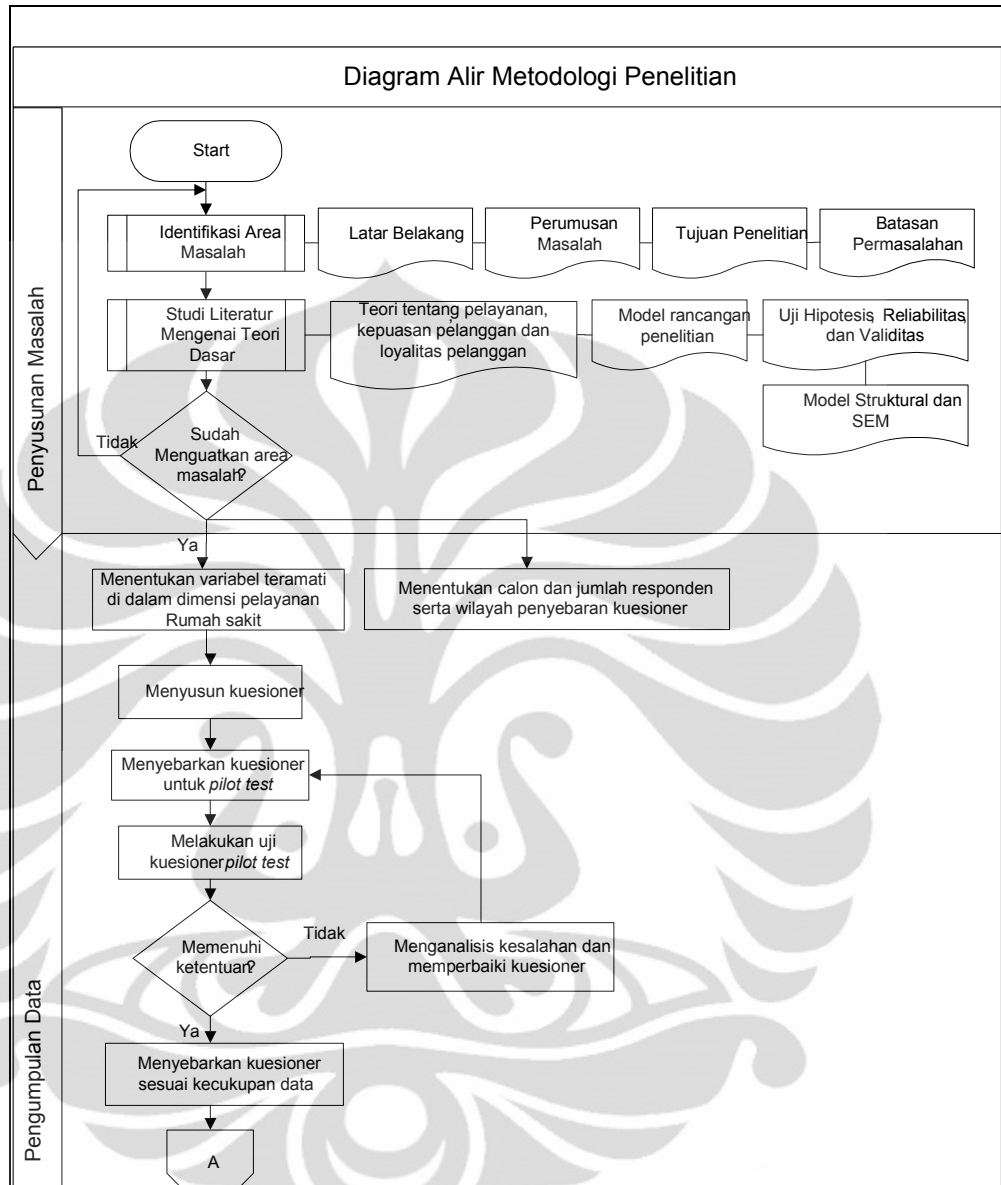 Diagram Alir Metodologi Penelitian
Penyusunan Masalah
Start
Identifikasi Area
Masalah
Latar Belakang
Perumusan
Masalah
Tujuan Penelitian
Batasan
Permasalahan
Studi Literatur
Mengenai Teori
Dasar
Teori tentang pelayanan,
kepuasan pelanggan dan
loyalitas pelanggan
Model rancangan
penelitian
Uji Hipotesis, Reliabilitas,
dan Validitas
Model Struktural dan
SEM
Tidak
Sudah
Menguatkan area
masalah?
Ya
Pengumpulan Data
Menentukan variabel teramati
di dalam dimensi pelayanan
Rumah sakit
Menentukan calon dan jumlah responden
serta wilayah penyebaran kuesioner
Menyusun kuesioner
Menyebarkan kuesioner
untuk pilot test
Melakukan uji
kuesioner pilot test
Memenuhi
ketentuan?
Tidak
Menganalisis kesalahan dan
memperbaiki kuesioner
Ya
Menyebarkan kuesioner
sesuai kecukupan data
A